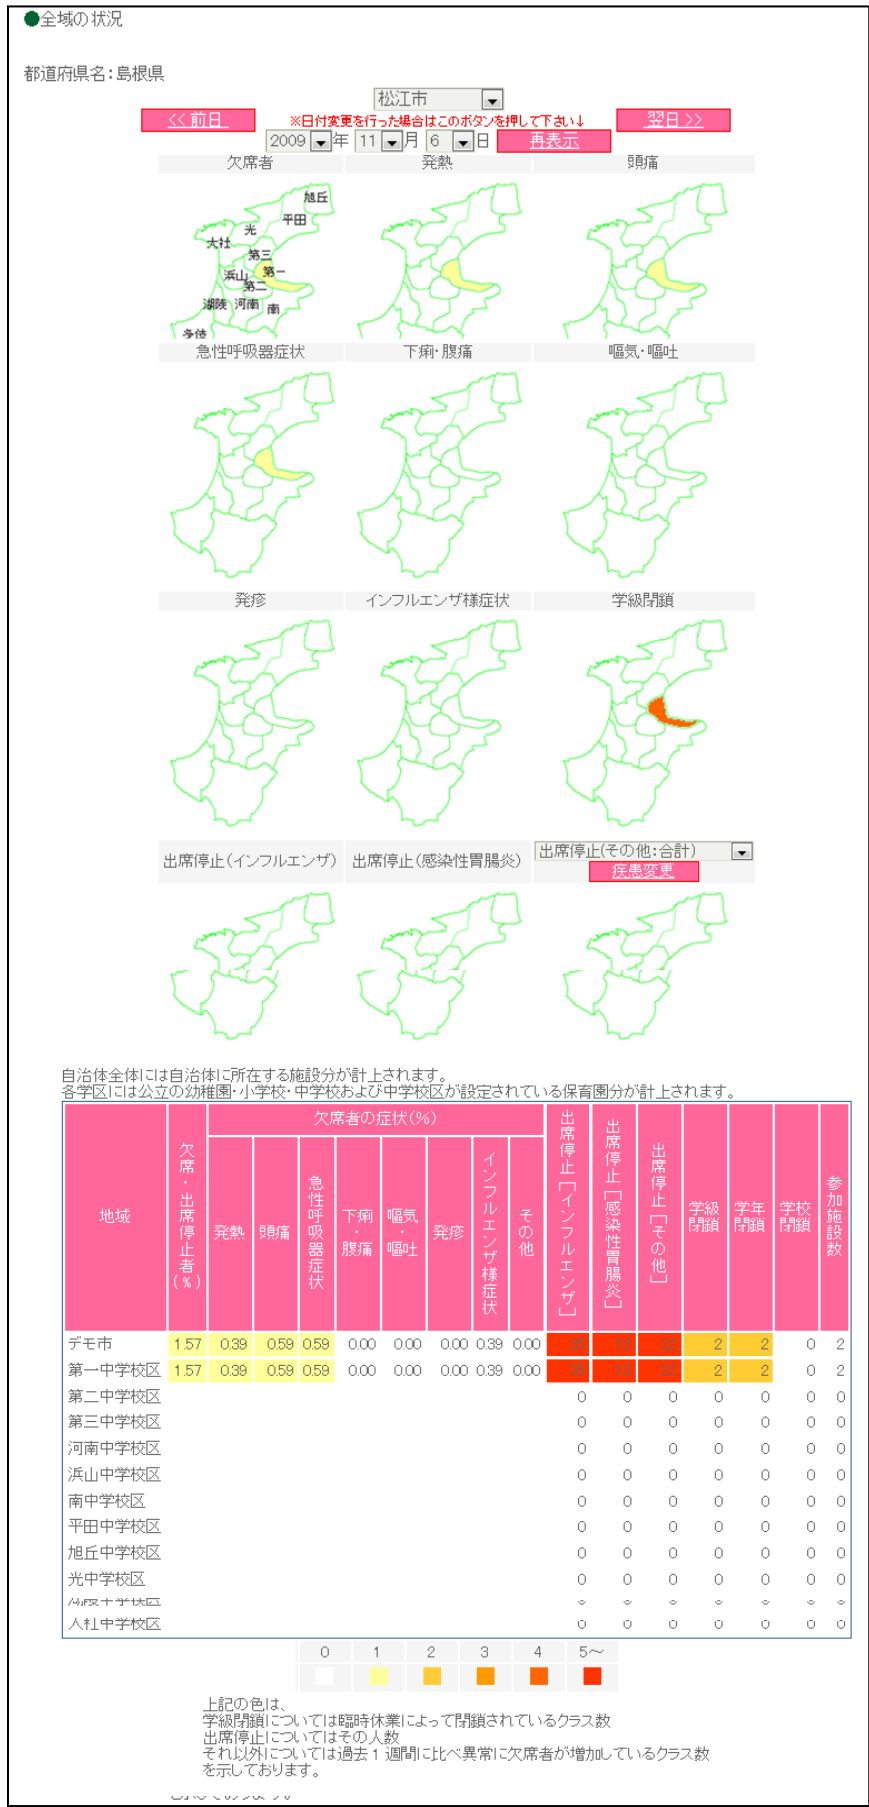 ●全域の状況
都道府県名：島根県
松江市
<< 前日
※日付変更を行った場合はこのボタンを押して下さい↓
翌日 >>
2009 年 11 月 6 日 再表示
欠席者 発熱 頭痛
旭丘
平田
光
大社
第三
浜山 第一
第二
湖陵 河南 南
多伎
急性呼吸器症状 下痢・腹痛 嘔気・嘔吐
発疹 インフルエンザ様症状 学級閉鎖
出席停止(インフルエンザ) 出席停止(感染性胃腸炎) 出席停止(その他：合計)
疾患変更
自治体全体には自治体に所在する施設分が計上されます。
各学区には公立の幼稚園・小学校・中学校および中学校区が設定されている保育園分が計上されます。
地域
欠席・出席停止者(%)
欠席者の症状(%)
発熱
頭痛
急性呼吸器症状
下痢・腹痛
嘔気・嘔吐
発疹
インフルエンザ様症状
その他
出席停止[インフルエンザ]
出席停止[感染性胃腸炎]
出席停止[その他]
学級閉鎖
学年閉鎖
学校閉鎖
参加施設数
デモ市 1.57 0.39 0.59 0.59 0.00 0.00 0.00 0.39 0.00 2 2 0 2
第一中学校区 1.57 0.39 0.59 0.59 0.00 0.00 0.00 0.39 0.00 2 2 0 2
第二中学校区 0 0 0 0 0 0 0
第三中学校区 0 0 0 0 0 0 0
河南中学校区 0 0 0 0 0 0 0
浜山中学校区 0 0 0 0 0 0 0
南中学校区 0 0 0 0 0 0 0
平田中学校区 0 0 0 0 0 0 0
旭丘中学校区 0 0 0 0 0 0 0
光中学校区 0 0 0 0 0 0 0
中学校区 0 0 0 0 0 0 0
0 1 2 3 4 5～
上記の色は、
学級閉鎖については臨時休業によって閉鎖されているクラス数
出席停止についてはその人数
それ以外については過去１週間に比べ異常に欠席者が増加しているクラス数
を示しております。